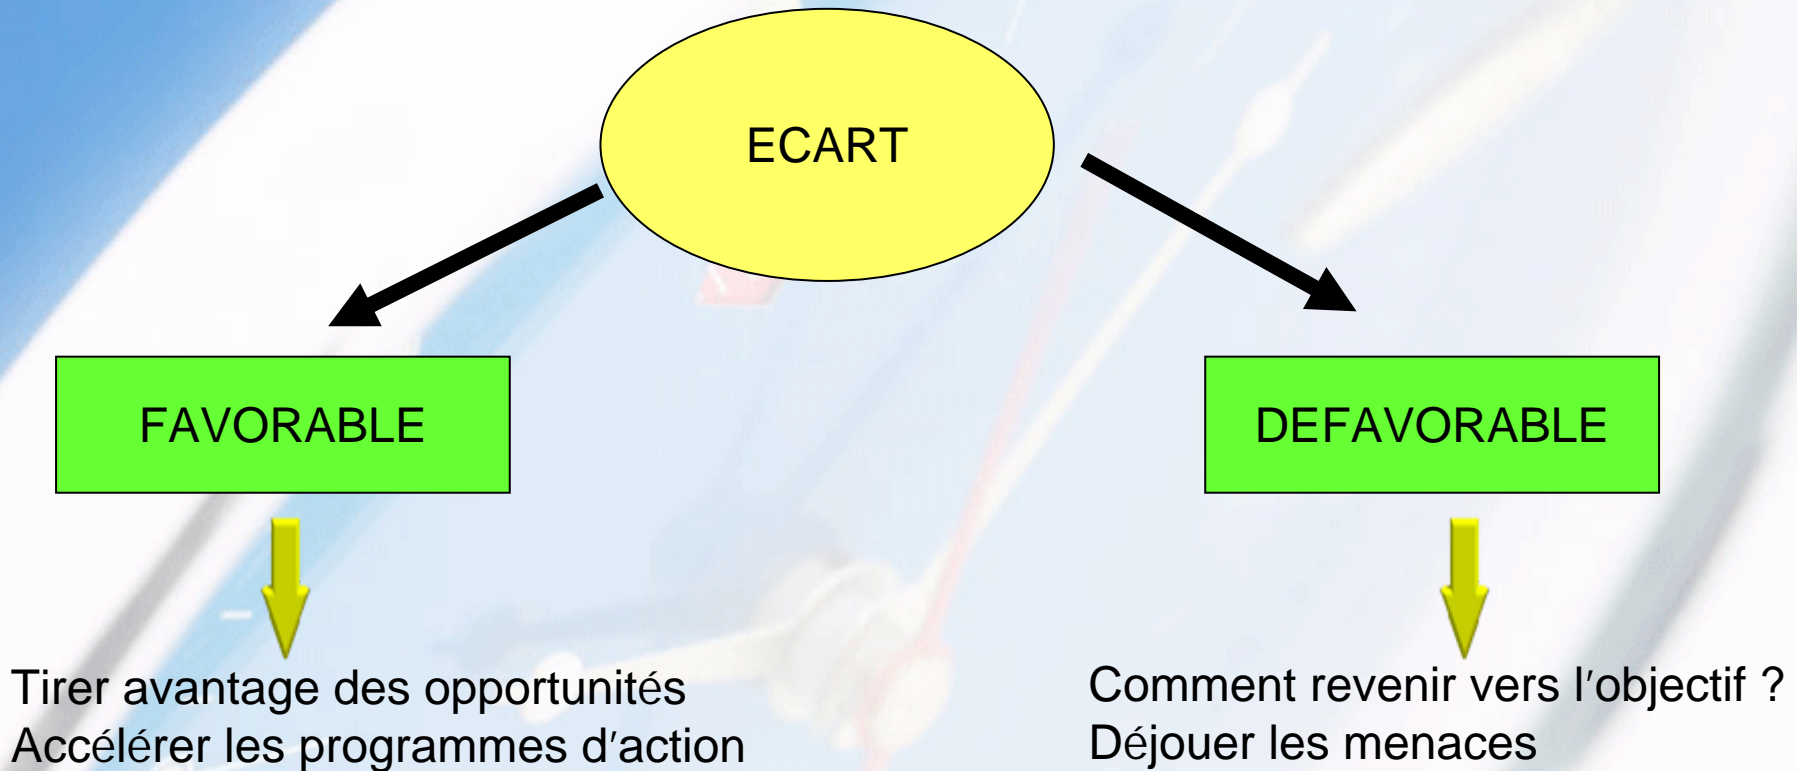 ECART
FAVORABLE
DEFAVORABLE
Tirer avantage des opportunités
Accélérer les programmes d'action
Comment revenir vers l'objectif ?
Déjouer les menaces